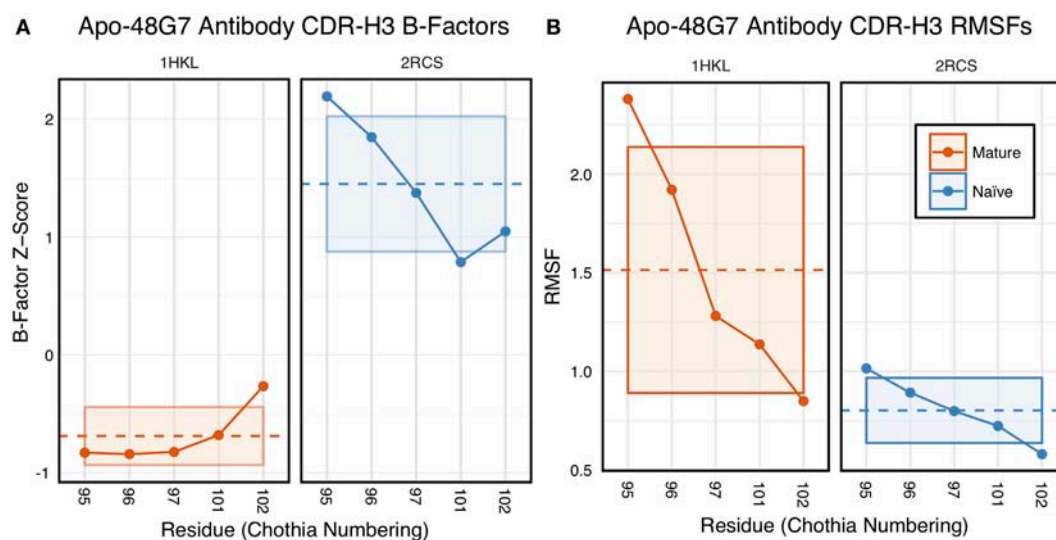 A
Apo-48G7 Antibody CDR-H3 B-Factors
1HKL
2RCS
B-Factor Z-Score
2
1
0
-1
95
96
97
101
102
95
96
97
101
102
Residue (Chothia Numbering)
B
Apo-48G7 Antibody CDR-H3 RMSFs
1HKL
2RCS
Mature
Naïve
RMSF
2.0
1.5
1.0
0.5
95
96
97
101
102
95
96
97
101
102
Residue (Chothia Numbering)